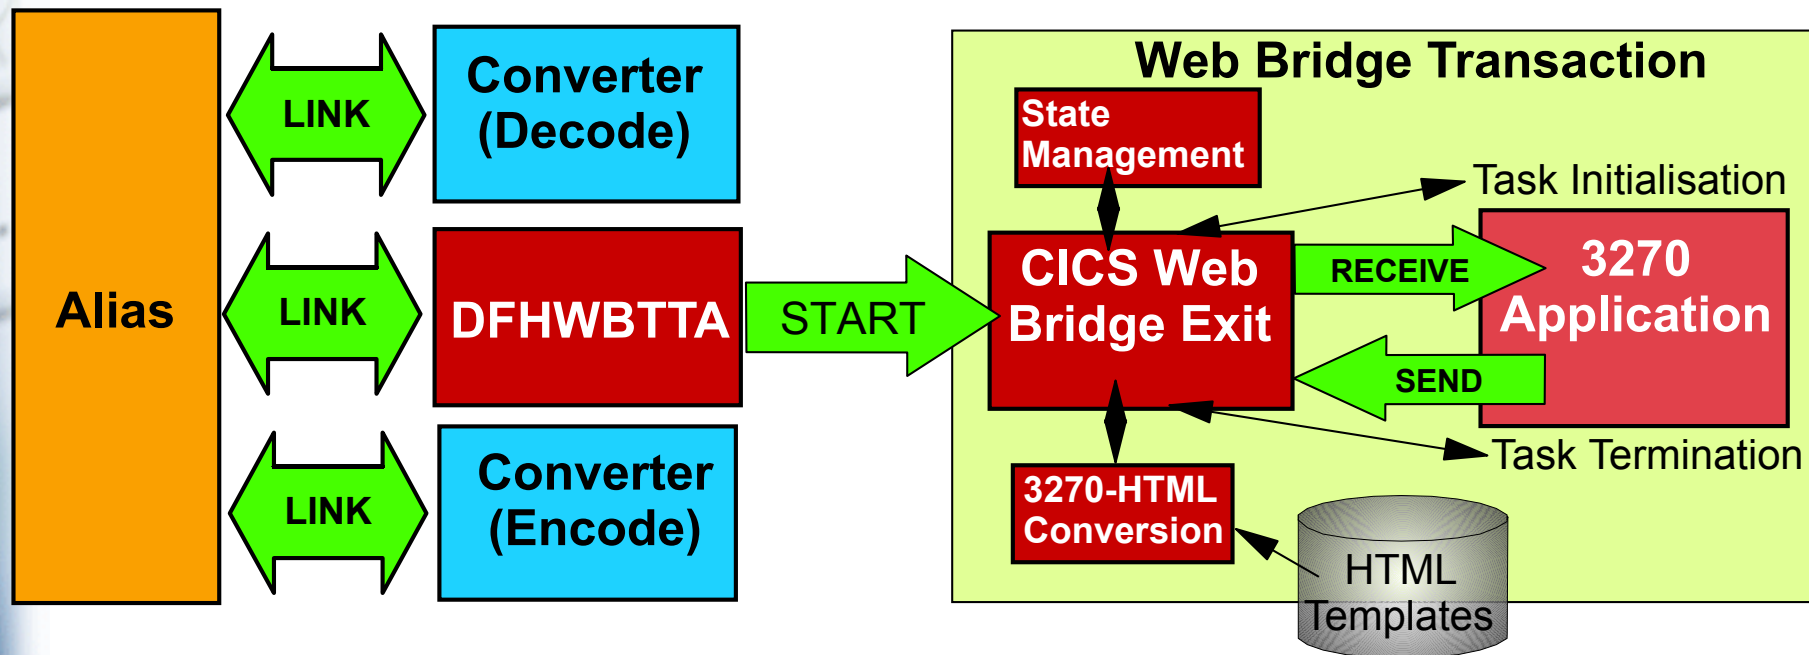 Alias
LINK
Converter
(Decode)
LINK
DFHWBTTA
START
LINK
Converter
(Encode)
Web Bridge Transaction
State
Management
Task Initialisation
CICS Web
Bridge Exit
RECEIVE
3270
Application
SEND
Task Termination
3270-HTML
Conversion
HTML
Templates